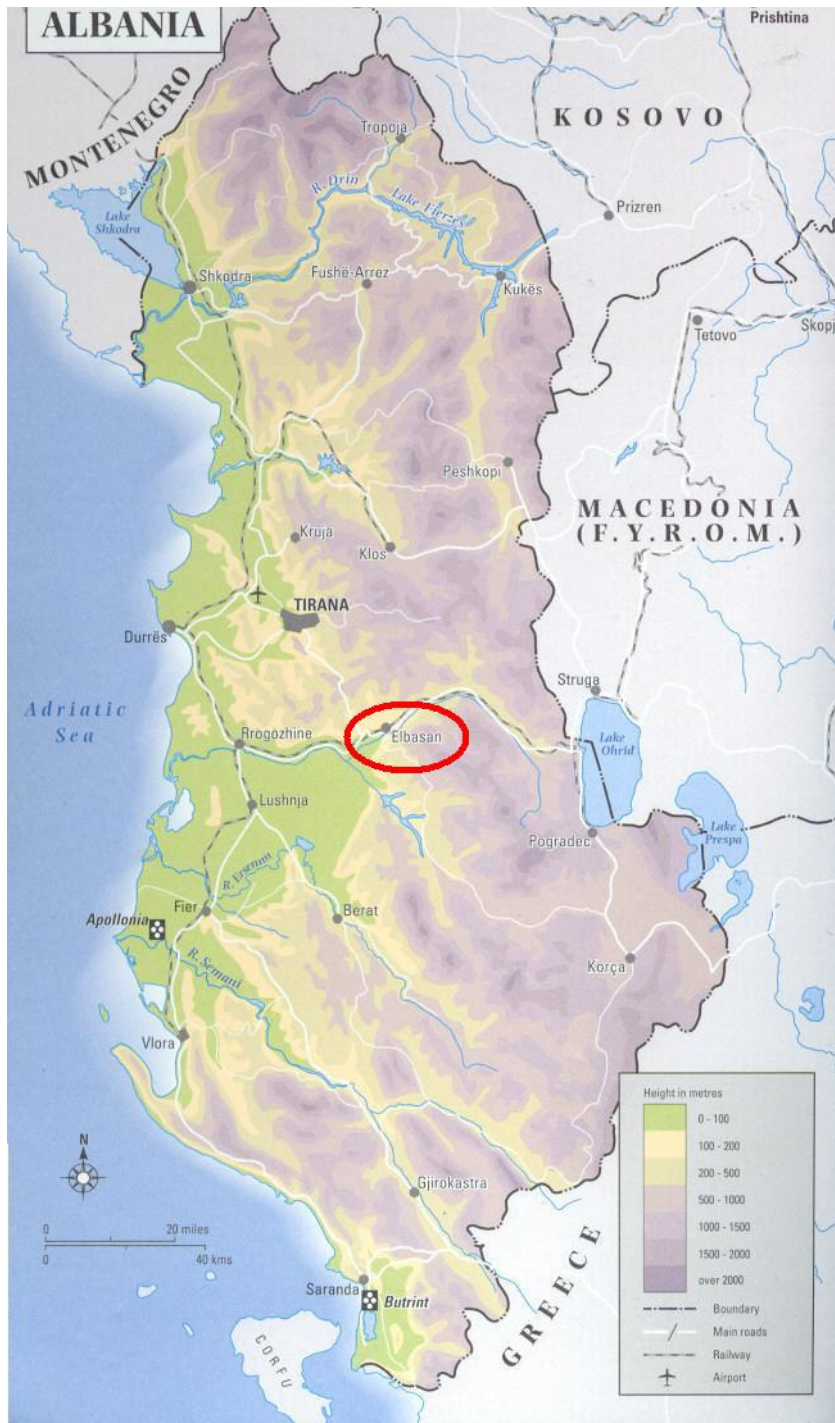 ALBANIA
Prishtina
KOSOVO
MONTENEGRO
Tropoja
R. Drin
Lake Fierzës
Prizren
Lake
Shkodra
Shkodra
Fushë-Arrez
Kukës
Tetovo
Skopj
Peshkopi
MACEDONIA
(F.Y.R.O.M.)
Kruja
Klos
TIRANA
Durrës
Struga
Adriatic
Sea
Rrogozhine
Elbasan
Lake
Ohrid
Lushnja
Pogradec
Lake
Prespa
R. Ersenni
Fier
Berat
Apollonia
R. Semani
Korça
Vlora
Height in metres
0 - 100
100 - 200
200 - 500
500 - 1000
1000 - 1500
1500 - 2000
over 2000
Boundary
Main roads
Railway
Airport
N
0 20 miles
0 40 kms
Gjirokastra
Saranda
Butrint
GREECE
CORFU